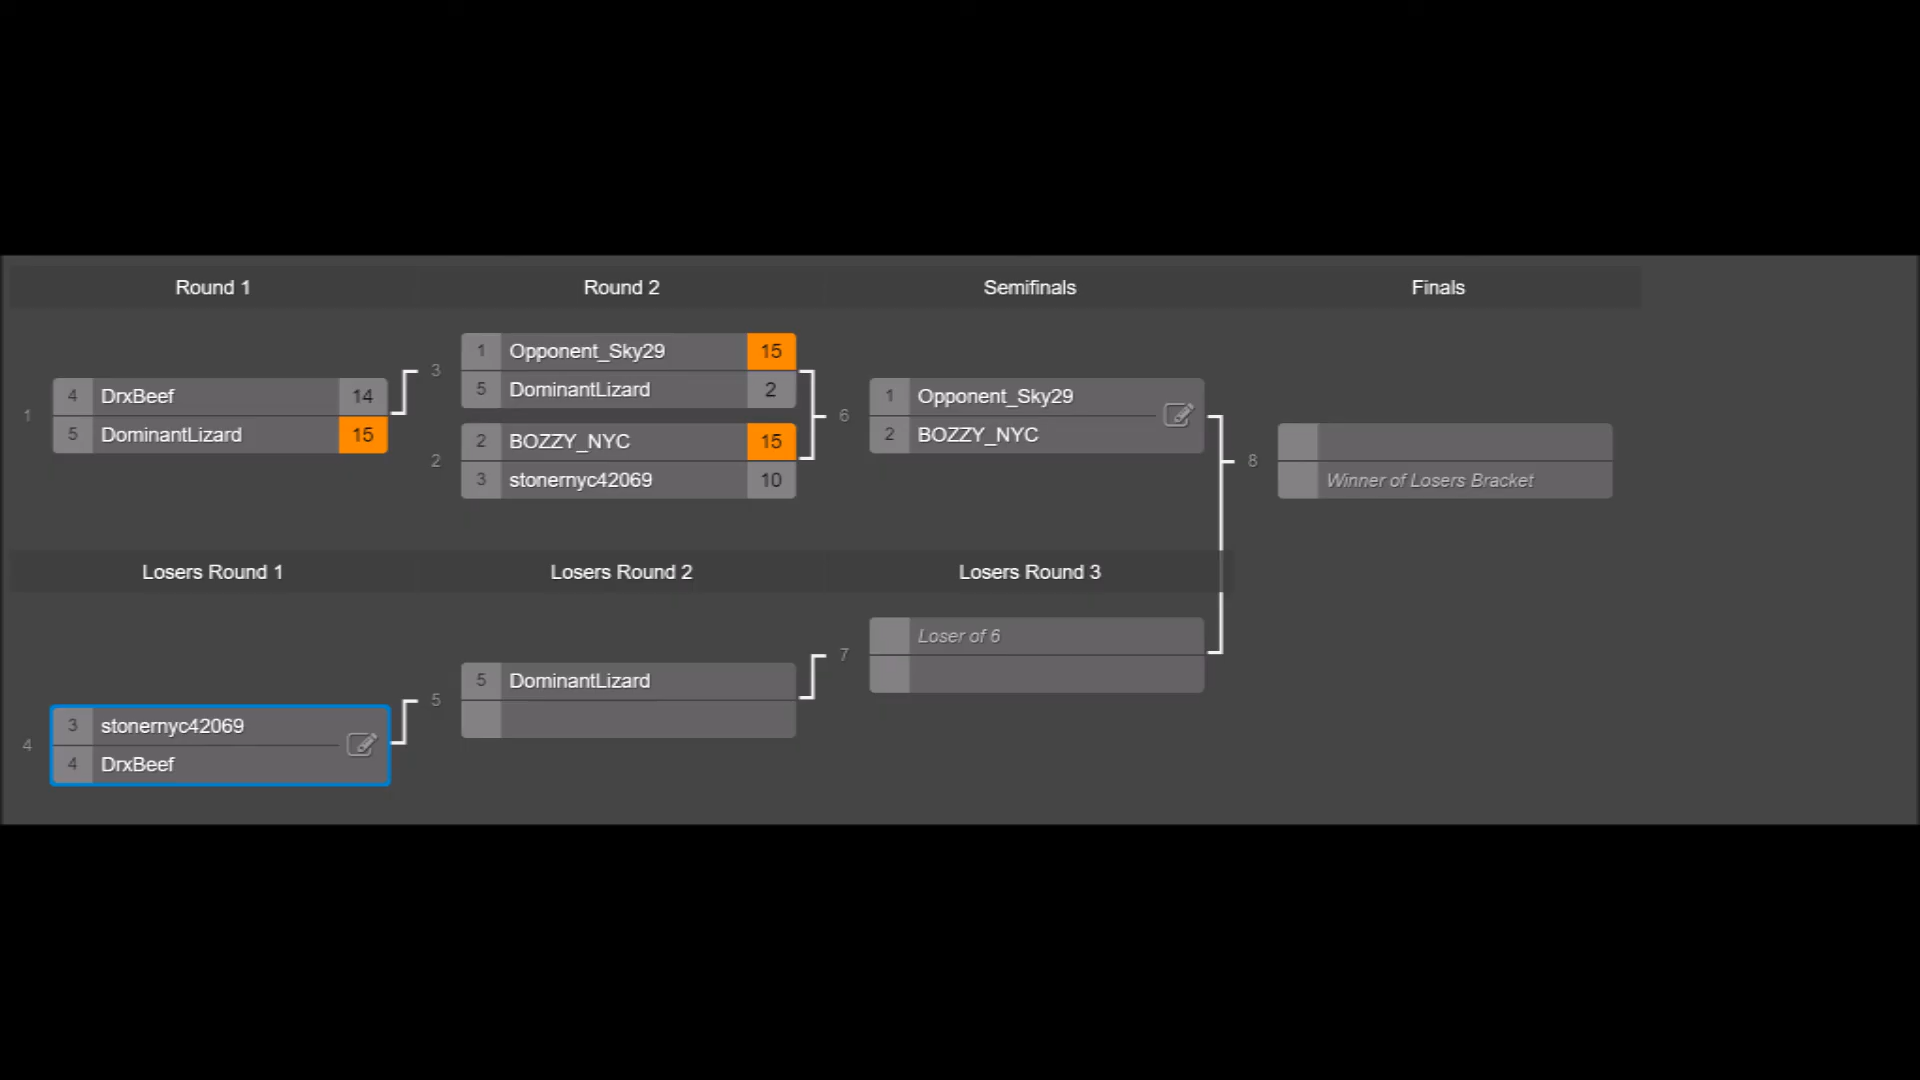 Round 1
Round 2
Semifinals
Finals
1
4 DrxBeef 14
5 DominantLizard 15
3
1 Opponent_Sky29 15
5 DominantLizard 2
2
2 BOZZY_NYC 15
3 stonernyc42069 10
6
1 Opponent_Sky29
2 BOZZY_NYC
8
Winner of Losers Bracket
Losers Round 1
Losers Round 2
Losers Round 3
4
3 stonernyc42069
4 DrxBeef
5
5 DominantLizard
7
Loser of 6